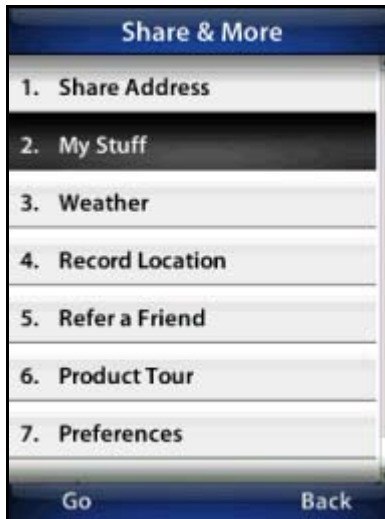 Share & More
1. Share Address
2. My Stuff
3. Weather
4. Record Location
5. Refer a Friend
6. Product Tour
7. Preferences
Go Back